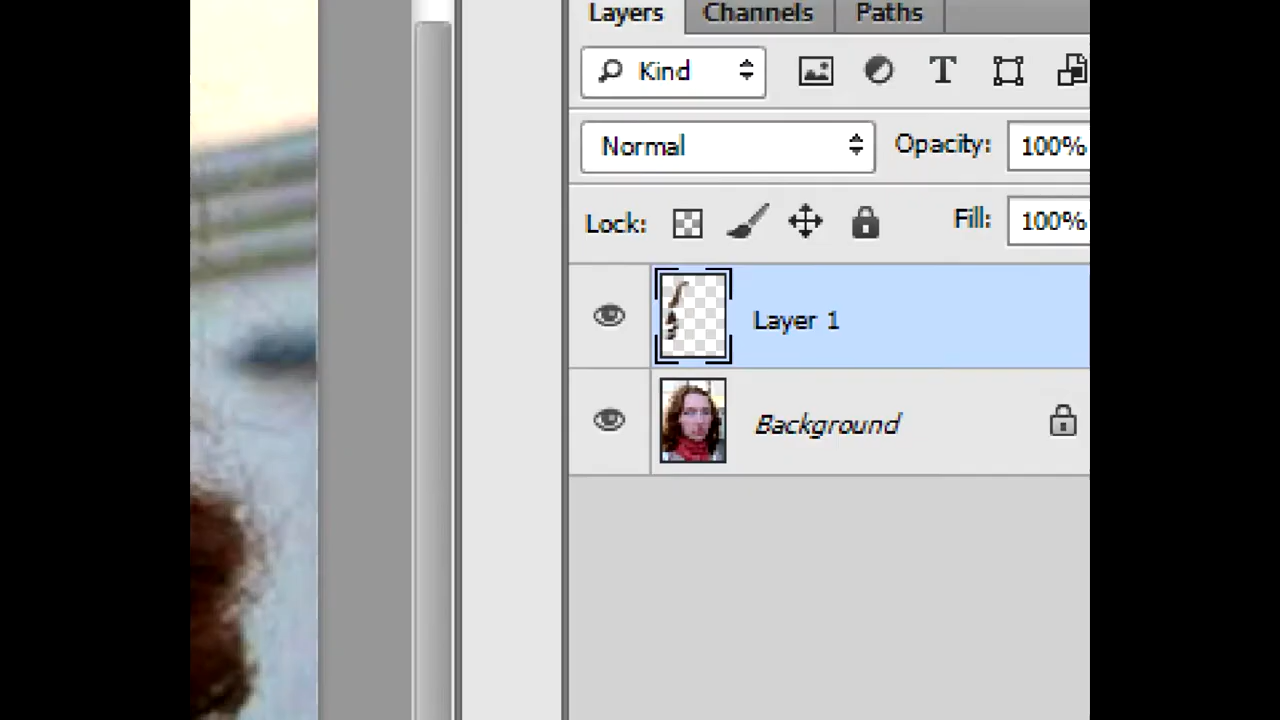 Layers Channels Paths
Kind
Normal Opacity: 100%
Lock: Fill: 100%
Layer 1
Background